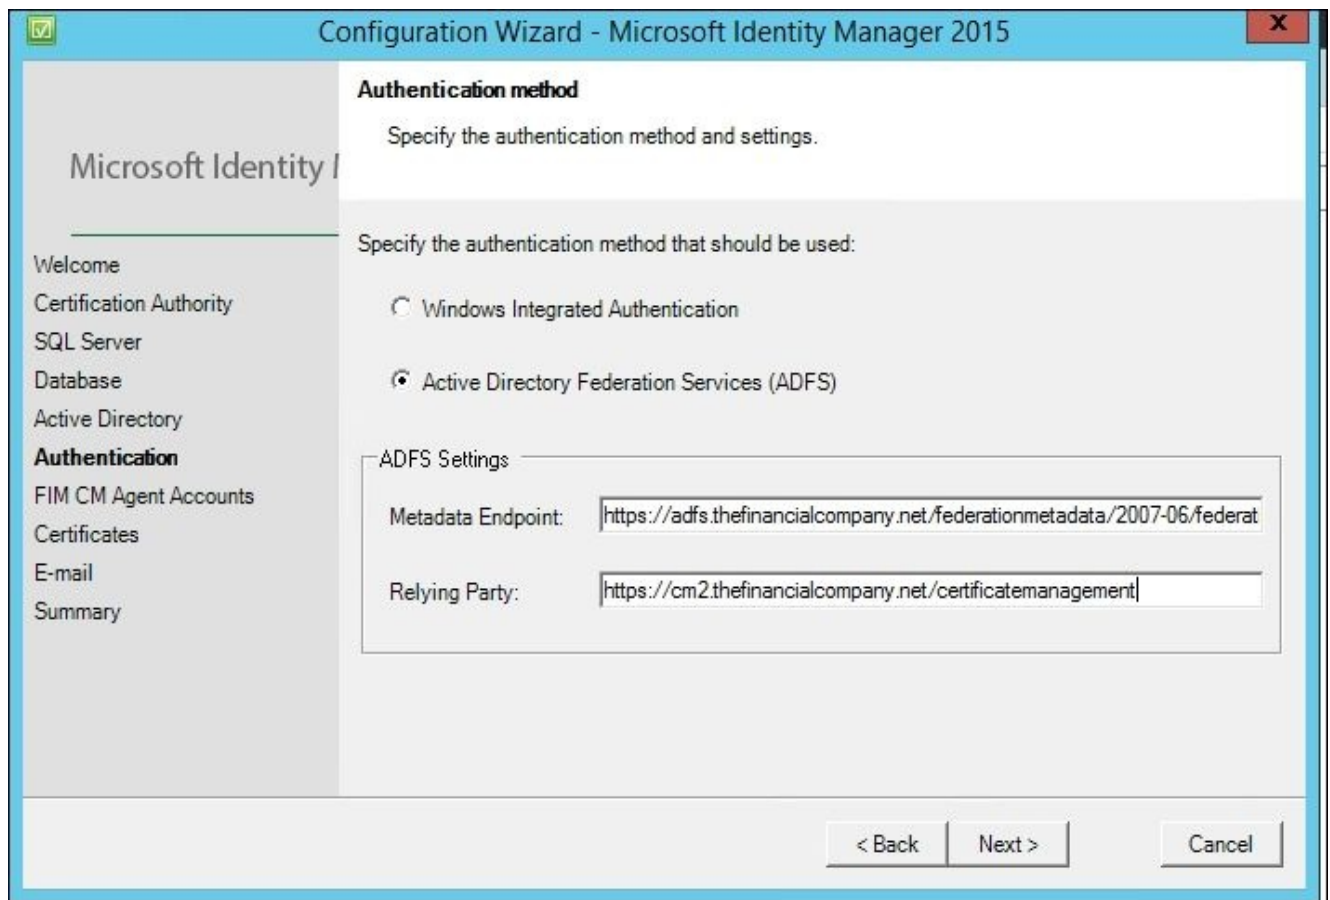 Configuration Wizard - Microsoft Identity Manager 2015
x
Authentication method
Specify the authentication method and settings.
Microsoft Identity
Specify the authentication method that should be used:
Welcome
Certification Authority
Windows Integrated Authentication
SQL Server
Database
Active Directory Federation Services (ADFS)
Active Directory
Authentication
ADFS Settings
FIM CM Agent Accounts
Metadata Endpoint:
https://adfs.thefinancialcompany.net/federationmetadata/2007-06/federat
Certificates
E-mail
Relying Party:
https://cm2.thefinancialcompany.net/certificatemanagement
Summary
< Back
Next >
Cancel